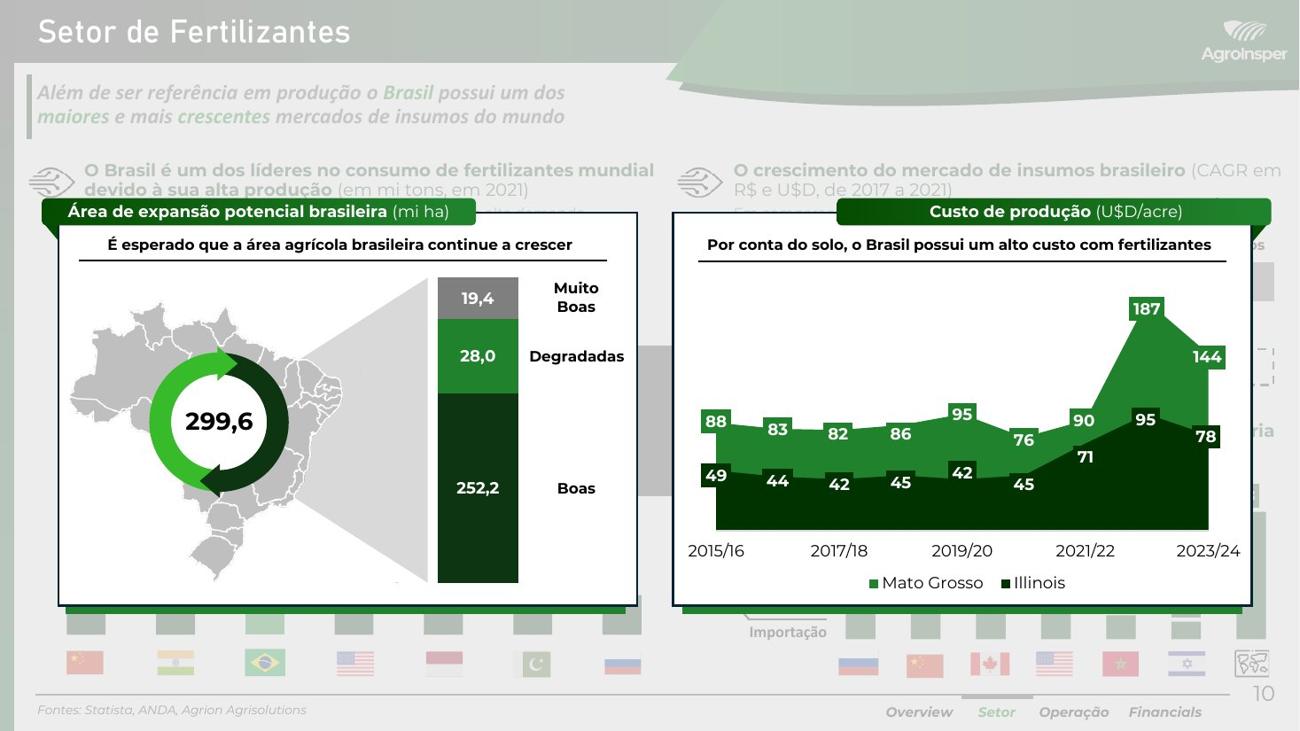 Setor de Fertilizantes
AgroInsper
Além de ser referência em produção o Brasil possui um dos
maiores e mais crescentes mercados de insumos do mundo
O Brasil é um dos líderes no consumo de fertilizantes mundial
devido à sua alta produção (em mi tons, em 2021)
O crescimento do mercado de insumos brasileiro (CAGR em
R$ e U$D, de 2017 a 2021)
Área de expansão potencial brasileira (mi ha)
É esperado que a área agrícola brasileira continue a crescer
299,6
19,4
Muito
Boas
28,0
Degradadas
252,2
Boas
Custo de produção (U$D/acre)
Por conta do solo, o Brasil possui um alto custo com fertilizantes
88
83
82
86
95
76
90
187
144
49
44
42
45
42
45
71
95
78
2015/16
2017/18
2019/20
2021/22
2023/24
Mato Grosso
Illinois
Importação
Fontes: Statista, ANDA, Agrion Agrisolutions
Overview
Setor
Operação
Financials
10